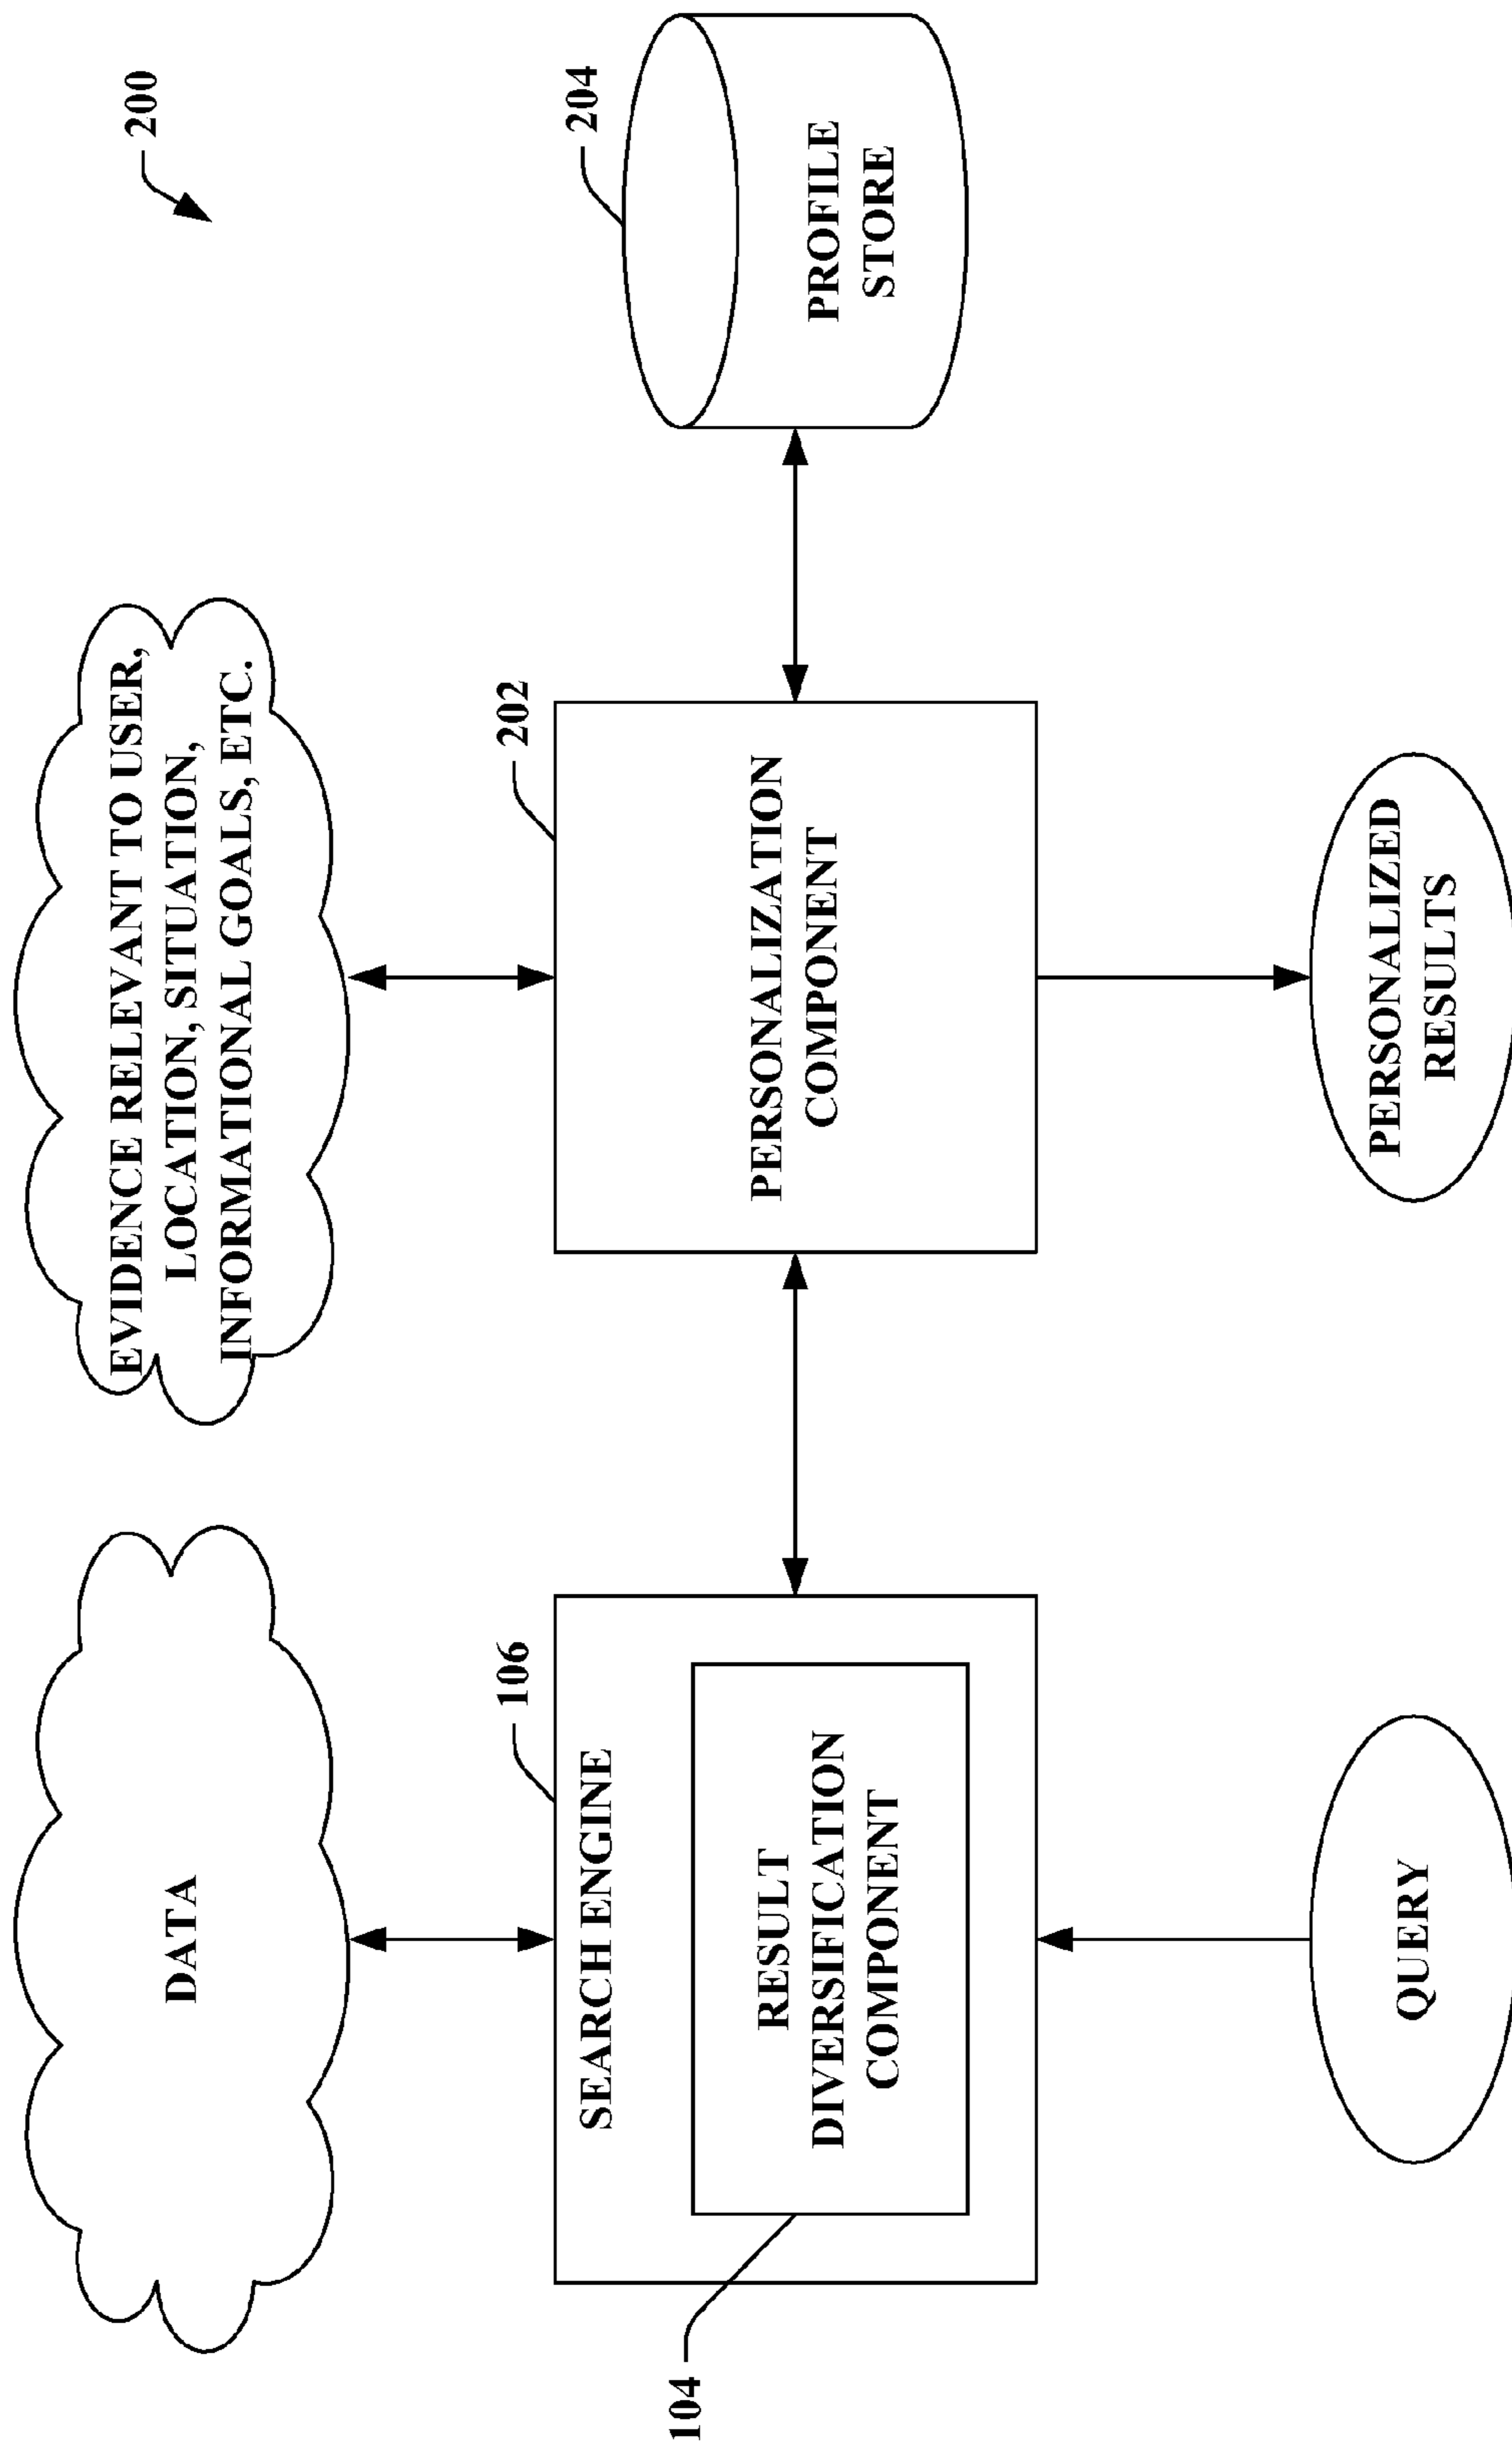 200
DATA
EVIDENCE RELEVANT TO USER,
LOCATION, SITUATION,
INFORMATIONAL GOALS, ETC.
106
202
204
SEARCH ENGINE
RESULT
DIVERSIFICATION
COMPONENT
104
PERSONALIZATION
COMPONENT
PROFILE
STORE
QUERY
PERSONALIZED
RESULTS